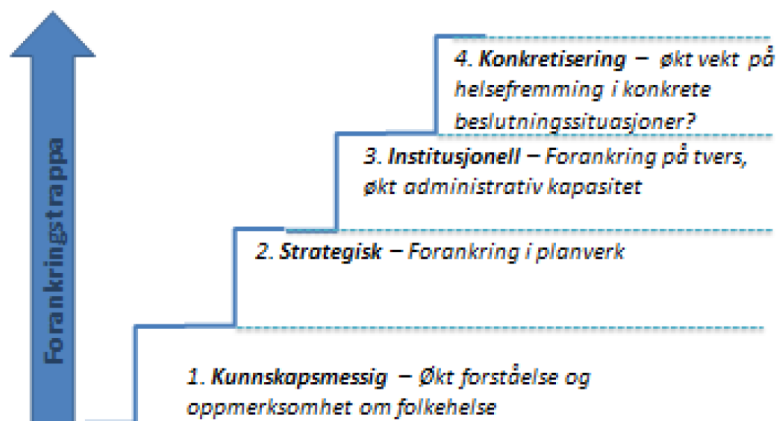 Forankringstrappa
4. Konkretisering – økt vekt på
helsefremming i konkrete
beslutningssituasjoner?
3. Institusjonell – Forankring på tvers,
økt administrativ kapasitet
2. Strategisk – Forankring i planverk
1. Kunnskapsmessig – Økt forståelse og
oppmerksomhet om folkehelse